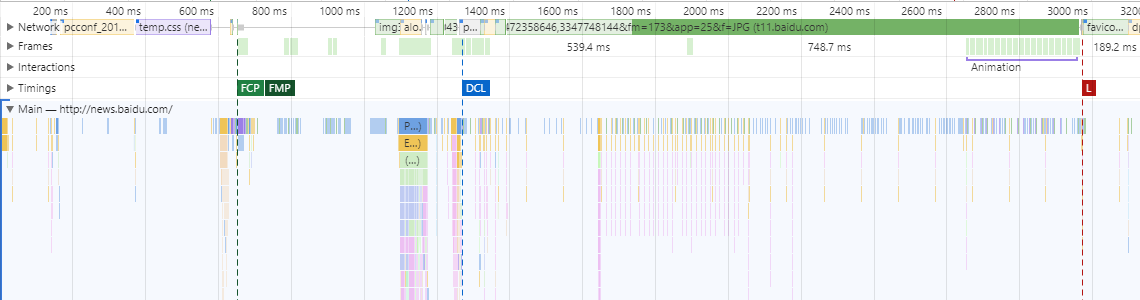 200 ms 400 ms 600 ms 800 ms 1000 ms 1200 ms 1400 ms 1600 ms 1800 ms 2000 ms 2200 ms 2400 ms 2600 ms 2800 ms 3000 ms 3200
Network pcconf_201... temp.css (ne... img: aio. l43 p... 472358646,3347748144&fm=173&app=25&f=JPG (t11.baidu.com) favico...
Frames 539.4 ms 748.7 ms 189.2 ms
Interactions Animation
Timings FCP FMP DCL L
Main — http://news.baidu.com/
P...)
E...)
(...)